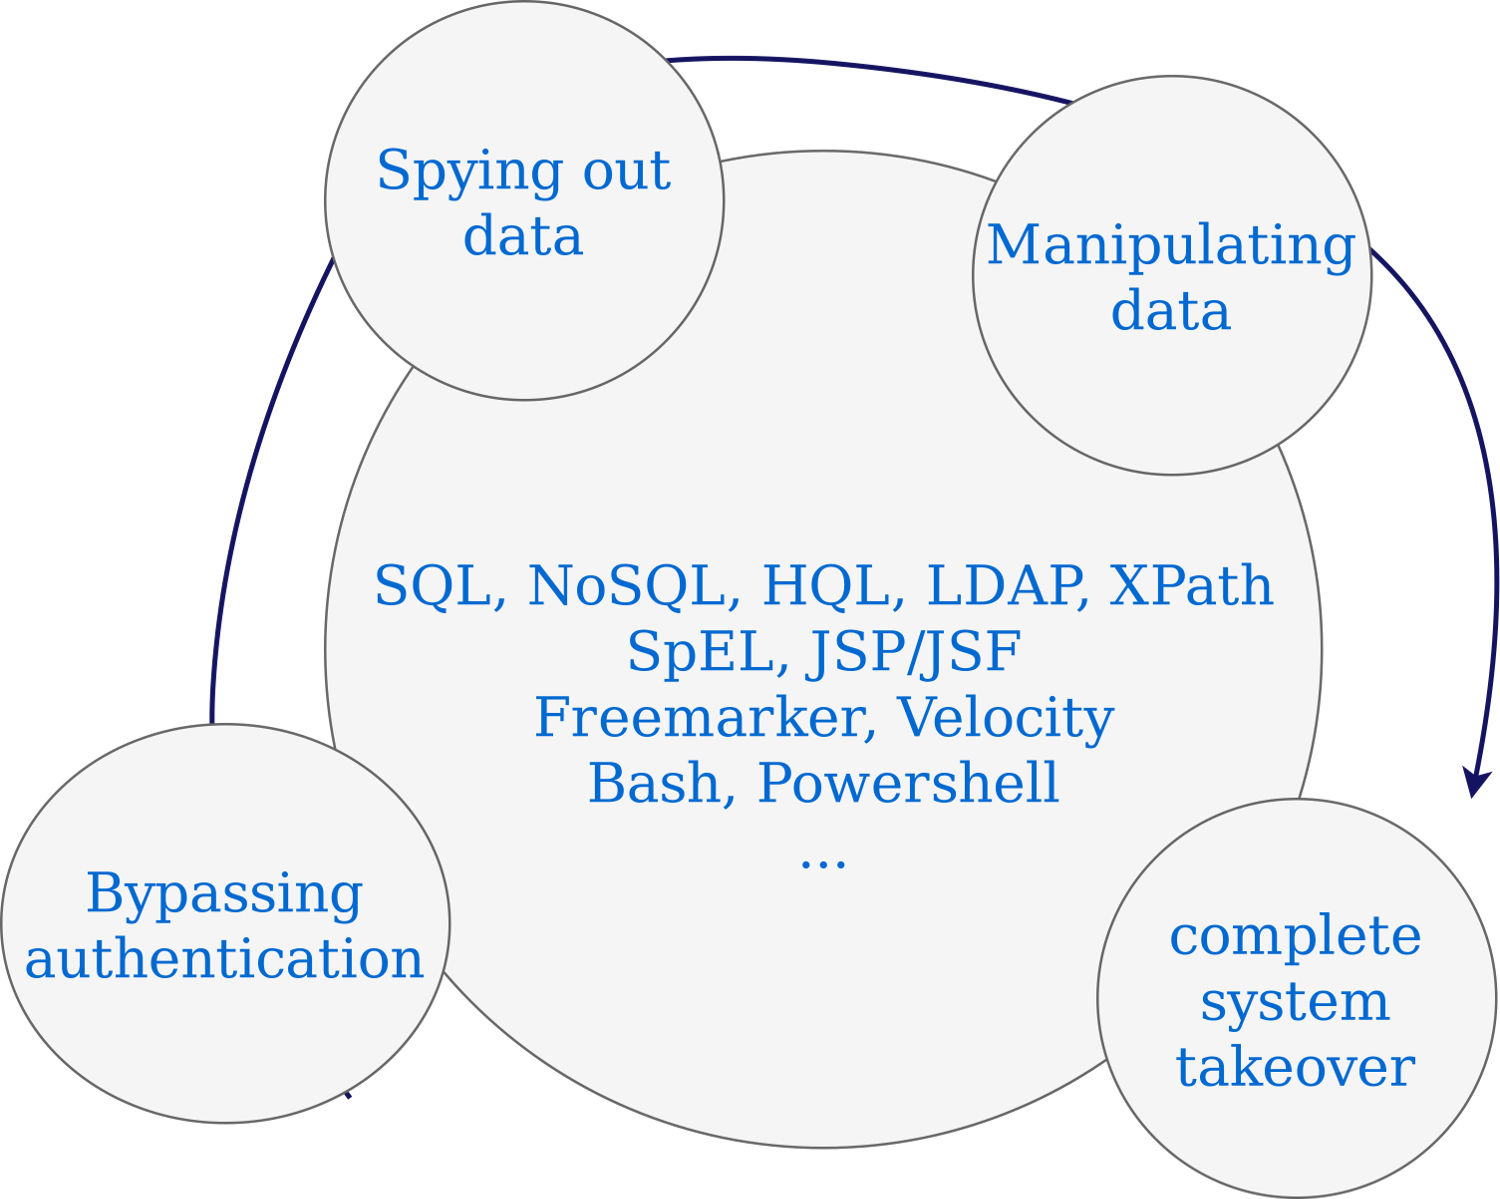 Spying out
data
Manipulating
data
SQL, NoSQL, HQL, LDAP, XPath
SpEL, JSP/JSF
Freemarker, Velocity
Bash, Powershell
...
Bypassing
authentication
complete
system
takeover